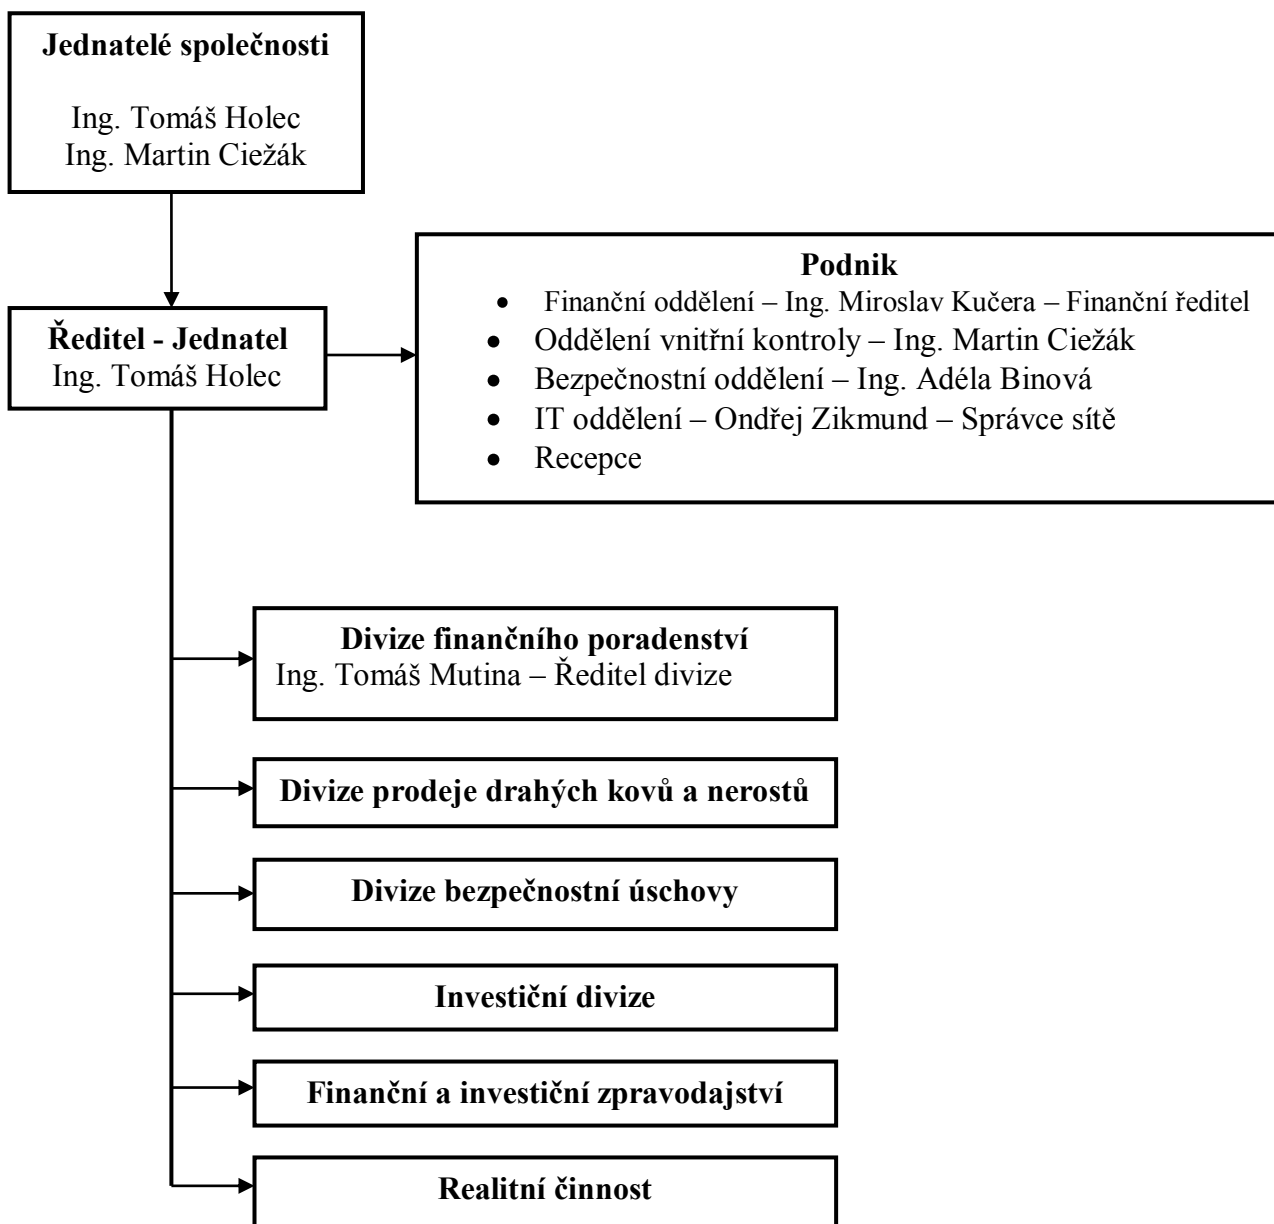 Jednatelé společnosti
Ing. Tomáš Holec
Ing. Martin Ciežák
Ředitel - Jednatel
Ing. Tomáš Holec
Podnik
• Finanční oddělení – Ing. Miroslav Kučera – Finanční ředitel
• Oddělení vnitřní kontroly – Ing. Martin Ciežák
• Bezpečnostní oddělení – Ing. Adéla Binová
• IT oddělení – Ondřej Zikmund – Správce sítě
• Recepce
Divize finančního poradenství
Ing. Tomáš Mutina – Ředitel divize
Divize prodeje drahých kovů a nerostů
Divize bezpečnostní úschovy
Investiční divize
Finanční a investiční zpravodajství
Realitní činnost